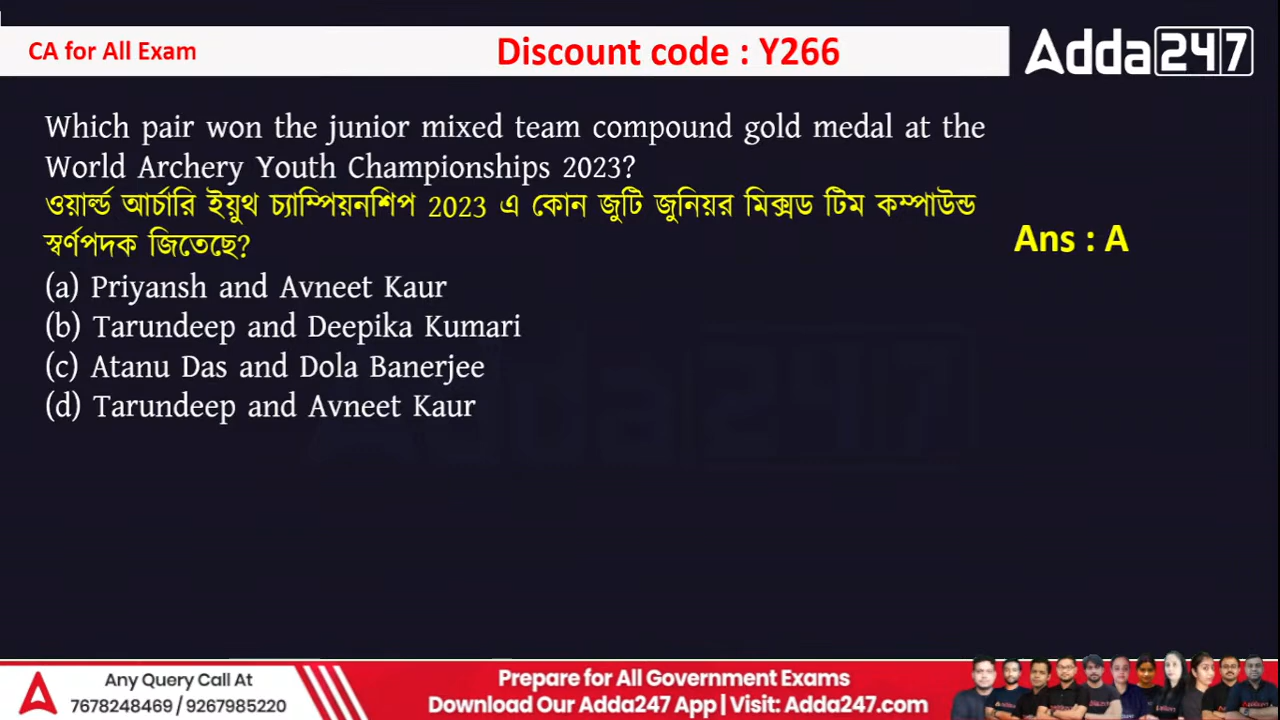 CA for All Exam
Discount code : Y266
Adda247
Which pair won the junior mixed team compound gold medal at the
World Archery Youth Championships 2023?
ওয়ার্ল্ড আর্চারি ইয়ুথ চ্যাম্পিয়নশিপ 2023 এ কোন জুটি জুনিয়র মিক্সড টিম কম্পাউন্ড
স্বর্ণপদক জিতেছে?
Ans : A
(a) Priyansh and Avneet Kaur
(b) Tarundeep and Deepika Kumari
(c) Atanu Das and Dola Banerjee
(d) Tarundeep and Avneet Kaur
Adda247
Any Query Call At
7678248469 / 9267985220
Prepare for All Government Exams
Download Our Adda247 App | Visit: Adda247.com